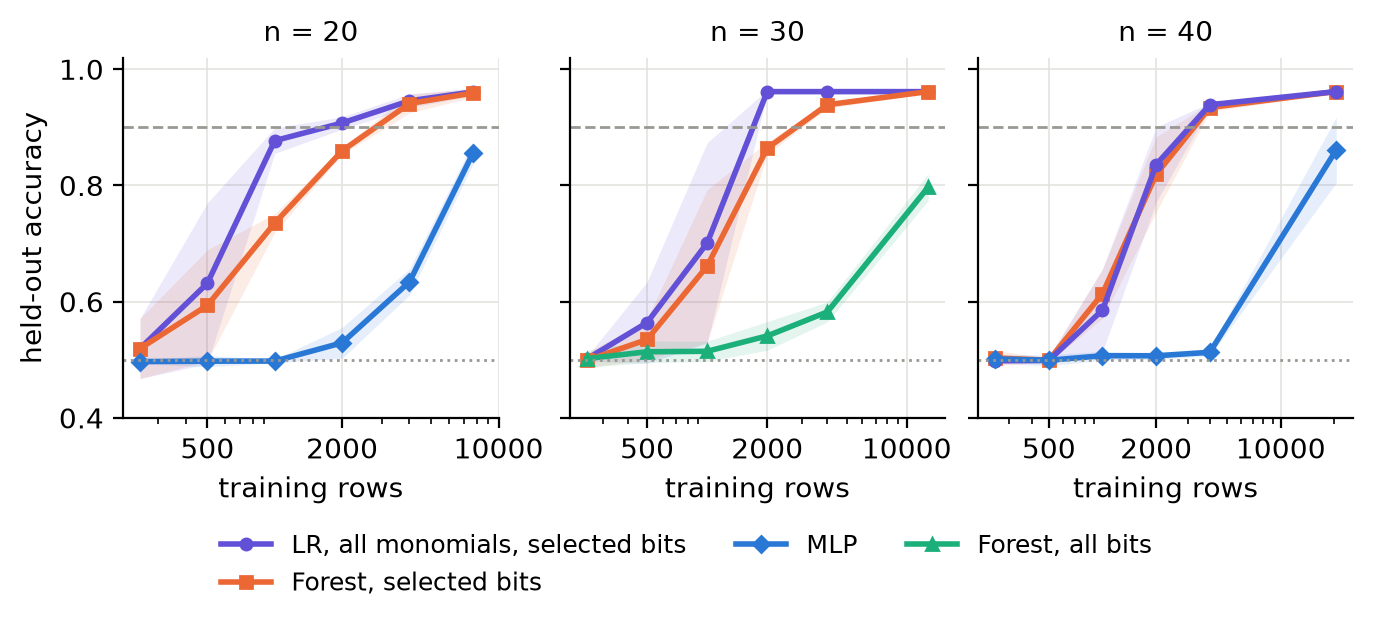 n = 20
n = 30
n = 40
1.0
0.8
0.6
0.4
held-out accuracy
500 2000 10000
500 2000 10000
500 2000 10000
training rows
training rows
training rows
LR, all monomials, selected bits
MLP
Forest, all bits
Forest, selected bits